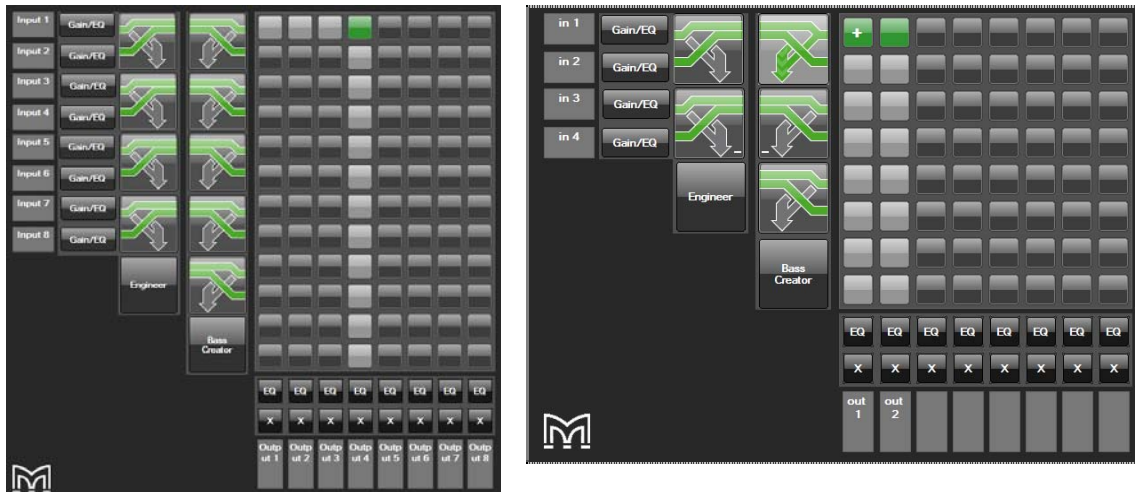 Input 1
Gain/EQ
Input 2
Gain/EQ
Input 3
Gain/EQ
Input 4
Gain/EQ
Input 5
Gain/EQ
Input 6
Gain/EQ
Input 7
Gain/EQ
Input 8
Gain/EQ
Engineer
Bass
Creator
EQ EQ EQ EQ EQ EQ EQ EQ
X X X X X X X X
Outp Outp Outp Outp Outp Outp Outp Outp
ut 1 ut 2 ut 3 ut 4 ut 5 ut 6 ut 7 ut 8
in 1
Gain/EQ
+
in 2
Gain/EQ
in 3
Gain/EQ
in 4
Gain/EQ
- -
Engineer
Bass
Creator
EQ EQ EQ EQ EQ EQ EQ EQ
X X X X X X X X
out out
1 2